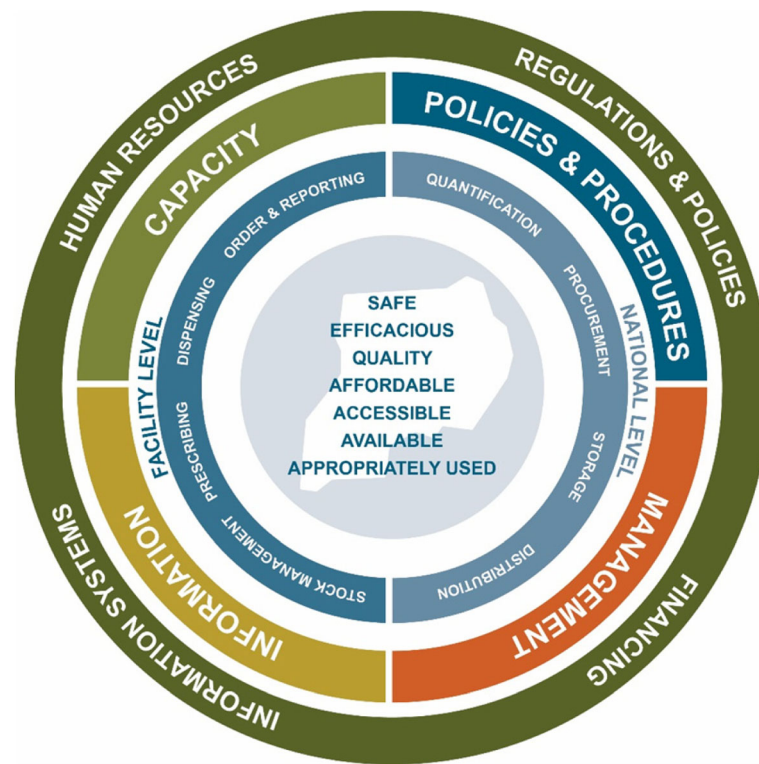 HUMAN RESOURCES
REGULATIONS & POLICIES
FINANCING
INFORMATION SYSTEMS
CAPACITY
POLICIES & PROCEDURES
MANAGEMENT
INFORMATION
FACILITY LEVEL
NATIONAL LEVEL
ORDER & REPORTING
QUANTIFICATION
PROCUREMENT
STORAGE
DISTRIBUTION
STOCK MANAGEMENT
PRESCRIBING
DISPENSING
SAFE
EFFICACIOUS
QUALITY
AFFORDABLE
ACCESSIBLE
AVAILABLE
APPROPRIATELY USED